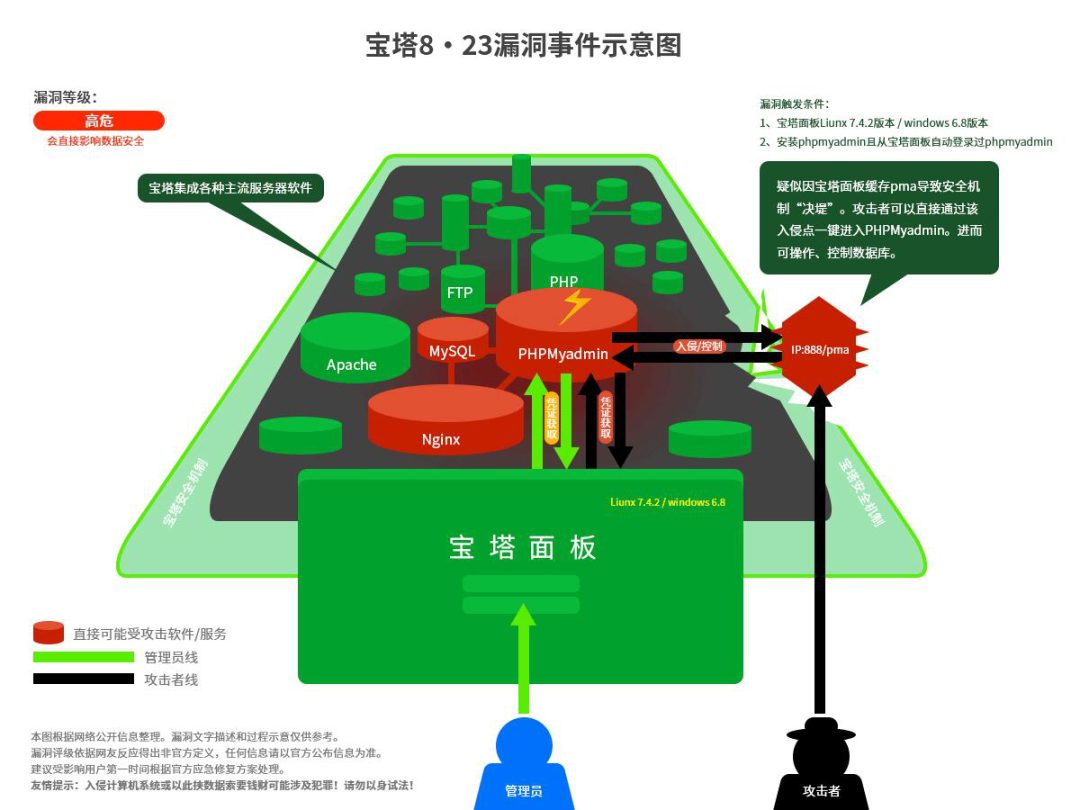 宝塔8·23漏洞事件示意图
漏洞等级：
高危
会直接影响数据安全
漏洞触发条件：
1、宝塔面板Liunx 7.4.2版本 / windows 6.8版本
2、安装phpmyadmin且从宝塔面板自动登录过phpmyadmin
宝塔集成各种主流服务器软件
疑似因宝塔面板缓存pma导致安全机
制“决堤”。攻击者可以直接通过该
入侵点一键进入PHPMyadmin。进而
可操作、控制数据库。
FTP
PHP
Apache
MySQL
PHPMyadmin
入侵/控制
IP:888/pma
Nginx
凭证获取
凭证获取
宝塔安全机制
宝塔安全机制
Liunx 7.4.2 / windows 6.8
宝塔面板
直接可能受攻击软件/服务
管理员线
攻击者线
本图根据网络公开信息整理。漏洞文字描述和过程示意仅供参考。
漏洞评级依据网友反应得出非官方定义，任何信息请以官方公布信息为准。
建议受影响用户第一时间根据官方应急修复方案处理。
友情提示：入侵计算机系统或以此挟数据索要钱财可能涉及犯罪！请勿以身试法！
管理员
攻击者